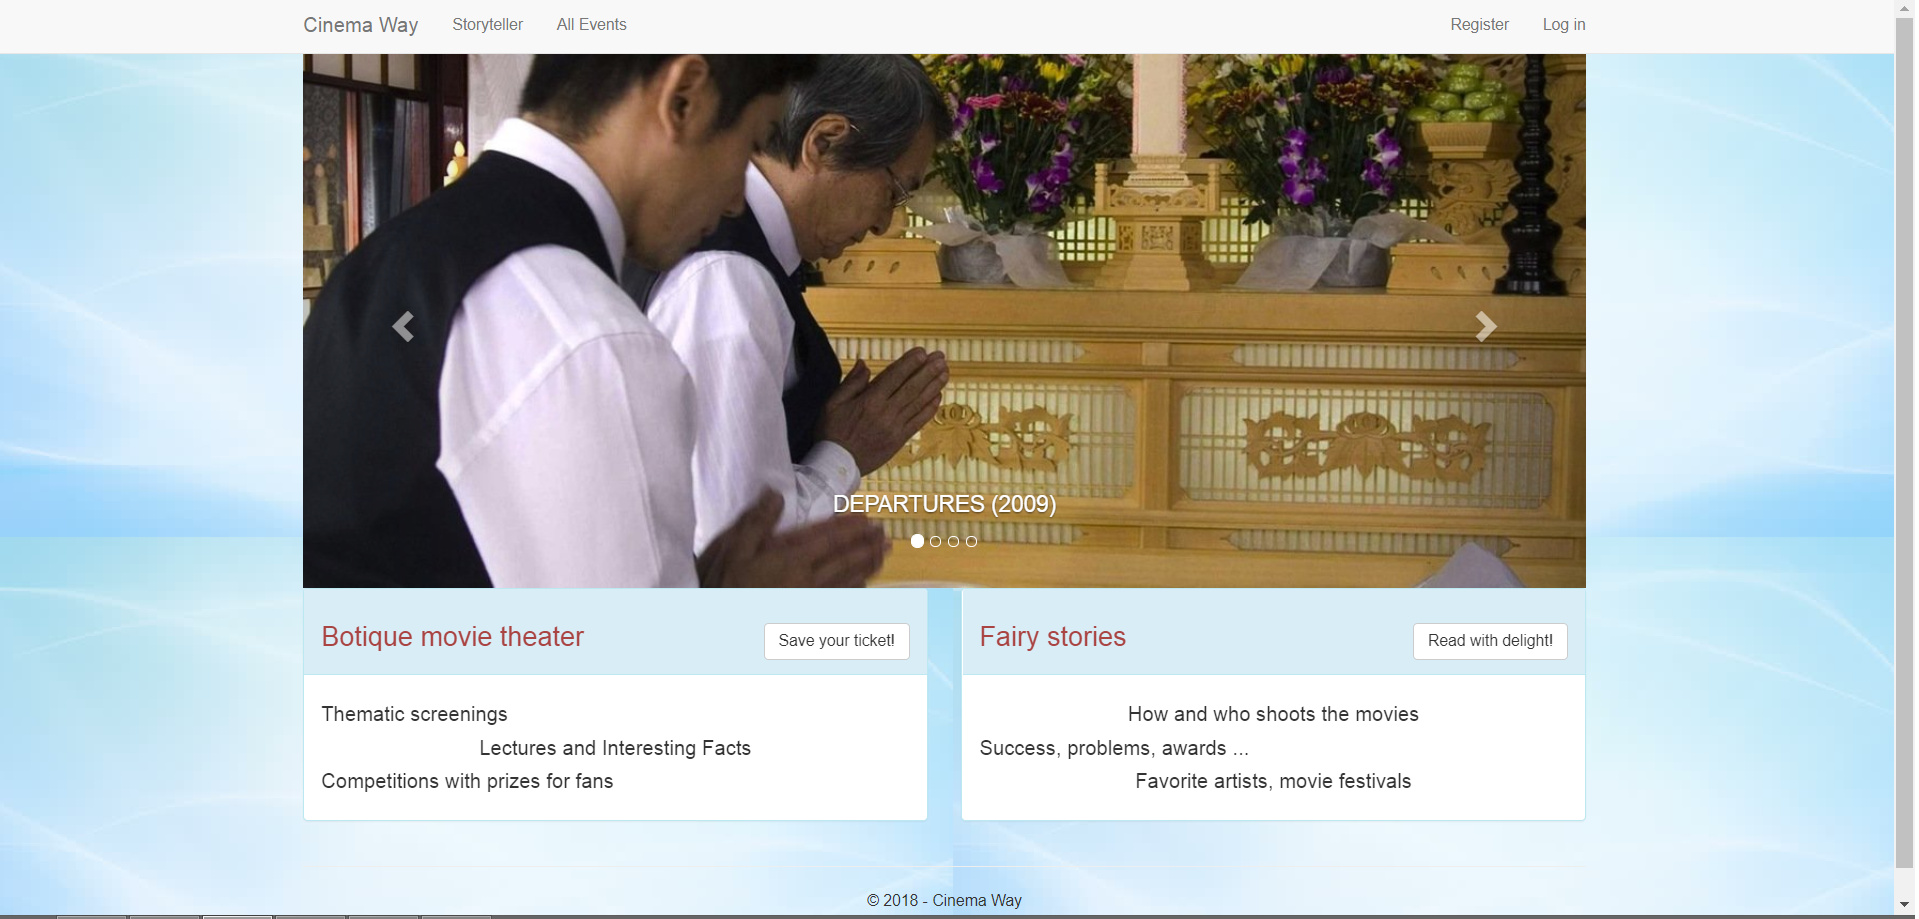 Cinema Way Storyteller All Events Register Log in
DEPARTURES (2009)
Botique movie theater
Save your ticket!
Thematic screenings
Lectures and Interesting Facts
Competitions with prizes for fans
Fairy stories
Read with delight!
How and who shoots the movies
Success, problems, awards ...
Favorite artists, movie festivals
© 2018 - Cinema Way